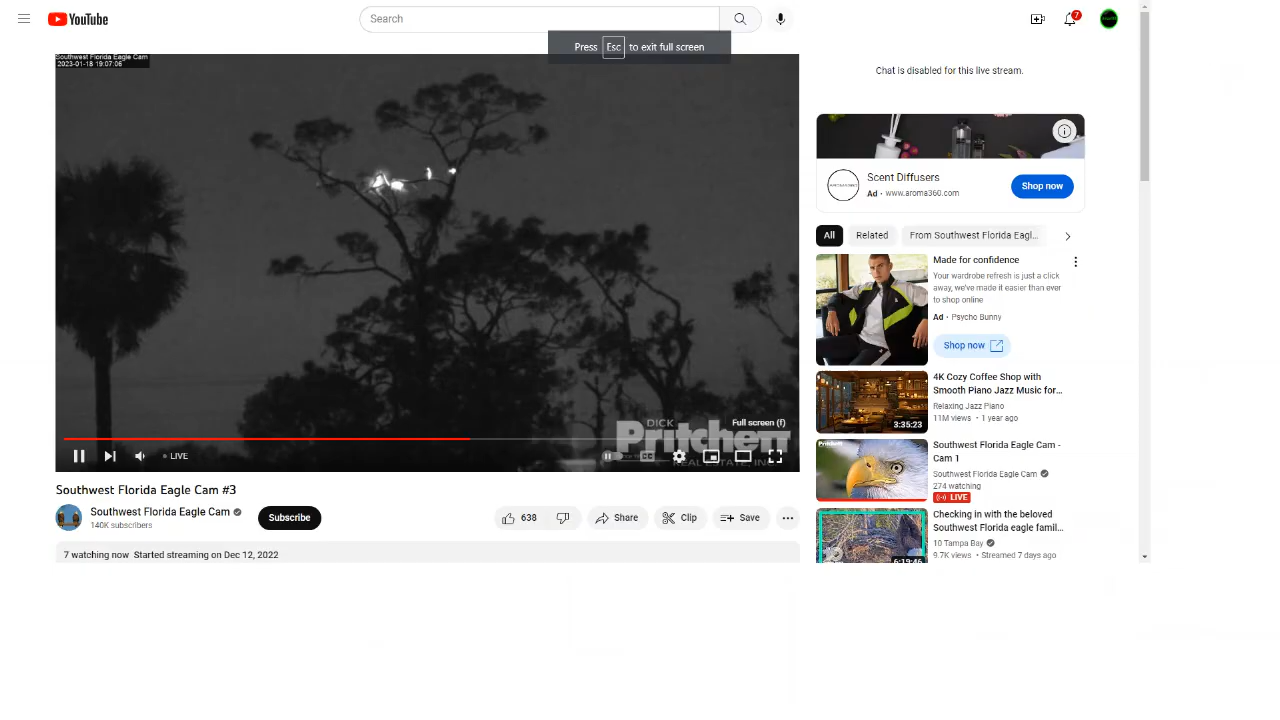 YouTube
Search
7
Press Esc to exit full screen
Southwest Florida Eagle Cam
2023-01-18 19:07:06
DICK
Pritchett
REAL ESTATE, INC.
Full screen (f)
LIVE
Southwest Florida Eagle Cam #3
Southwest Florida Eagle Cam
140K subscribers
Subscribe
638
Share
Clip
Save
7 watching now Started streaming on Dec 12, 2022
Chat is disabled for this live stream.
Scent Diffusers
Ad · www.aroma360.com
Shop now
All
Related
From Southwest Florida Eagl...
Made for confidence
Your wardrobe refresh is just a click
away, we've made it easier than ever
to shop online
Ad · Psycho Bunny
Shop now
3:35:23
4K Cozy Coffee Shop with
Smooth Piano Jazz Music for...
Relaxing Jazz Piano
11M views · 1 year ago
Pritchett
Southwest Florida Eagle Cam -
Cam 1
Southwest Florida Eagle Cam
274 watching
LIVE
6:19:46
Checking in with the beloved
Southwest Florida eagle famil...
10 Tampa Bay
9.7K views · Streamed 7 days ago